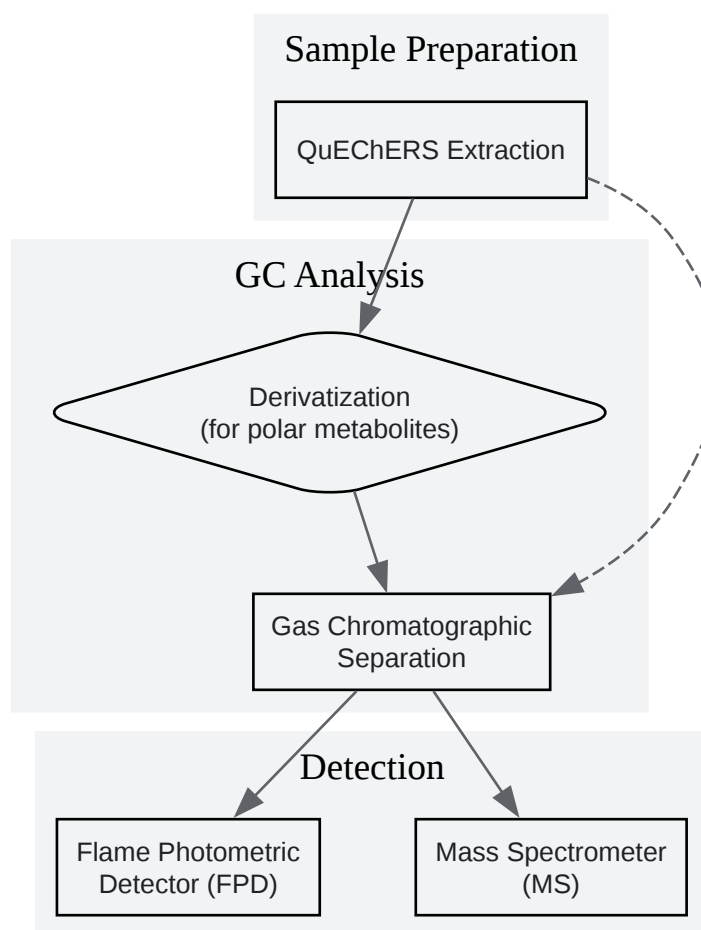 Sample Preparation
QuEChERS Extraction
GC Analysis
Derivatization
(for polar metabolites)
Gas Chromatographic
Separation
Detection
Flame Photometric
Detector (FPD)
Mass Spectrometer
(MS)